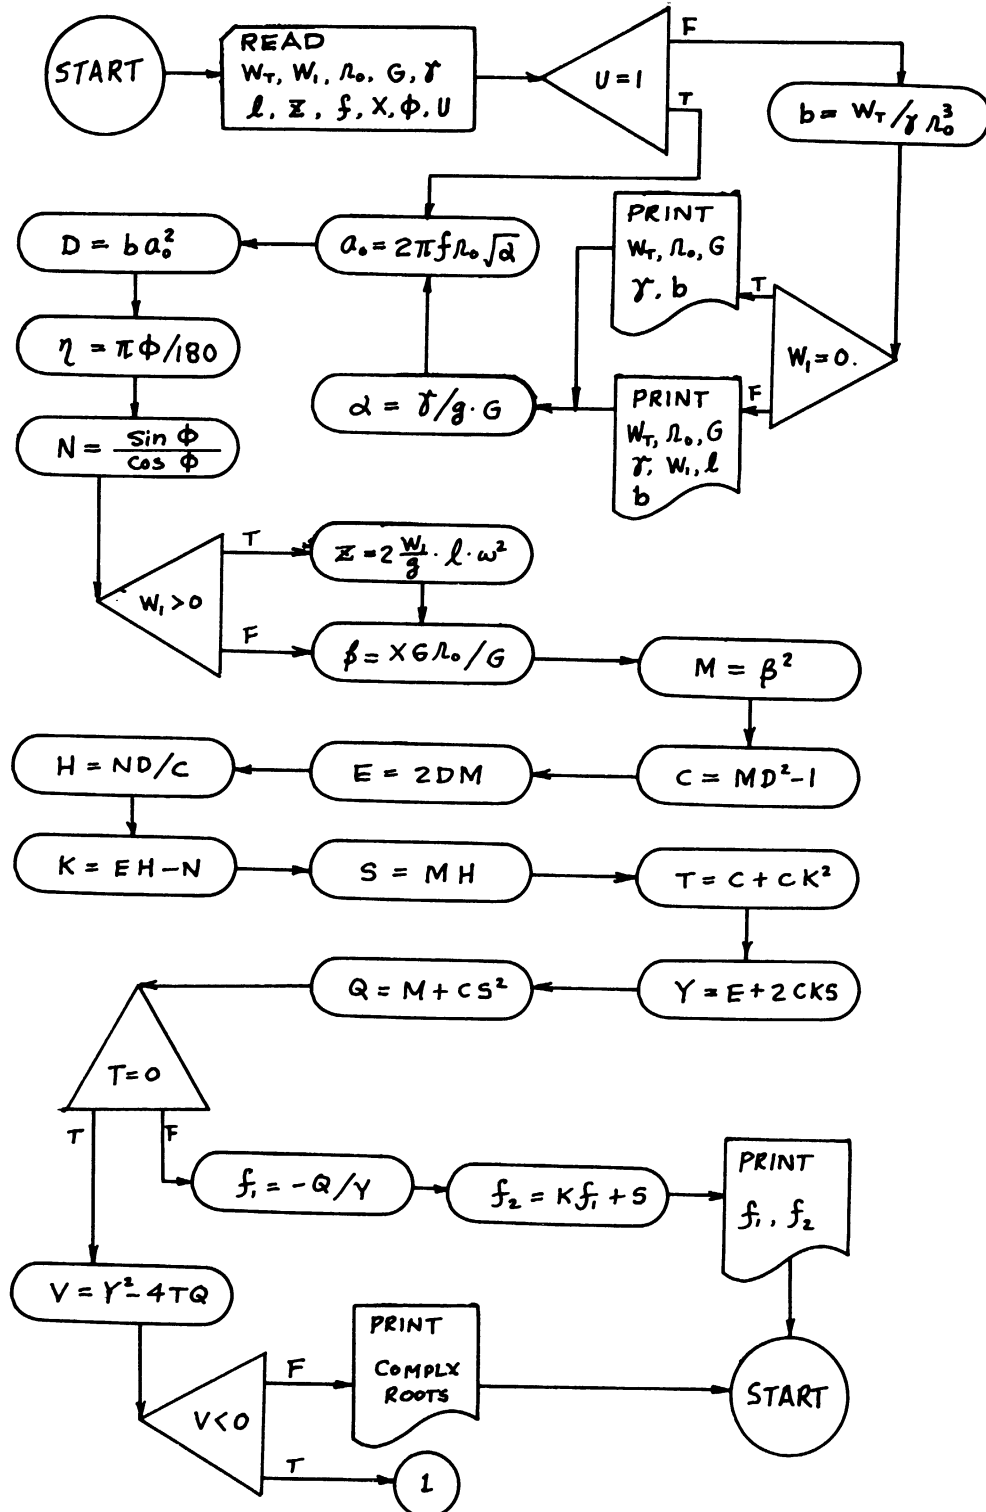 START
READ
W_T, W_1, r_0, G, γ
l, Z, f, X, Φ, U
U = 1
F
T
b = W_T/γ r_0^3
PRINT
W_T, r_0, G
γ, b
T
W_1 = 0.
F
PRINT
W_T, r_0, G
γ, W_1, l
b
α = γ/g · G
a_0 = 2πf r_0 √α
D = b a_0^2
η = πΦ/180
N = sin Φ / cos Φ
W_1 > 0
T
F
Z = 2 W_1/g · l · ω^2
β = X G r_0 / G
M = β^2
C = MD^2 - 1
E = 2DM
H = ND/C
K = EH - N
S = MH
T = C + CK^2
Y = E + 2CKS
Q = M + CS^2
T = 0
T
F
f_1 = -Q/Y
f_2 = Kf_1 + S
PRINT
f_1, f_2
V = Y^2 - 4TQ
V < 0
F
T
PRINT
COMPLX
ROOTS
START
1